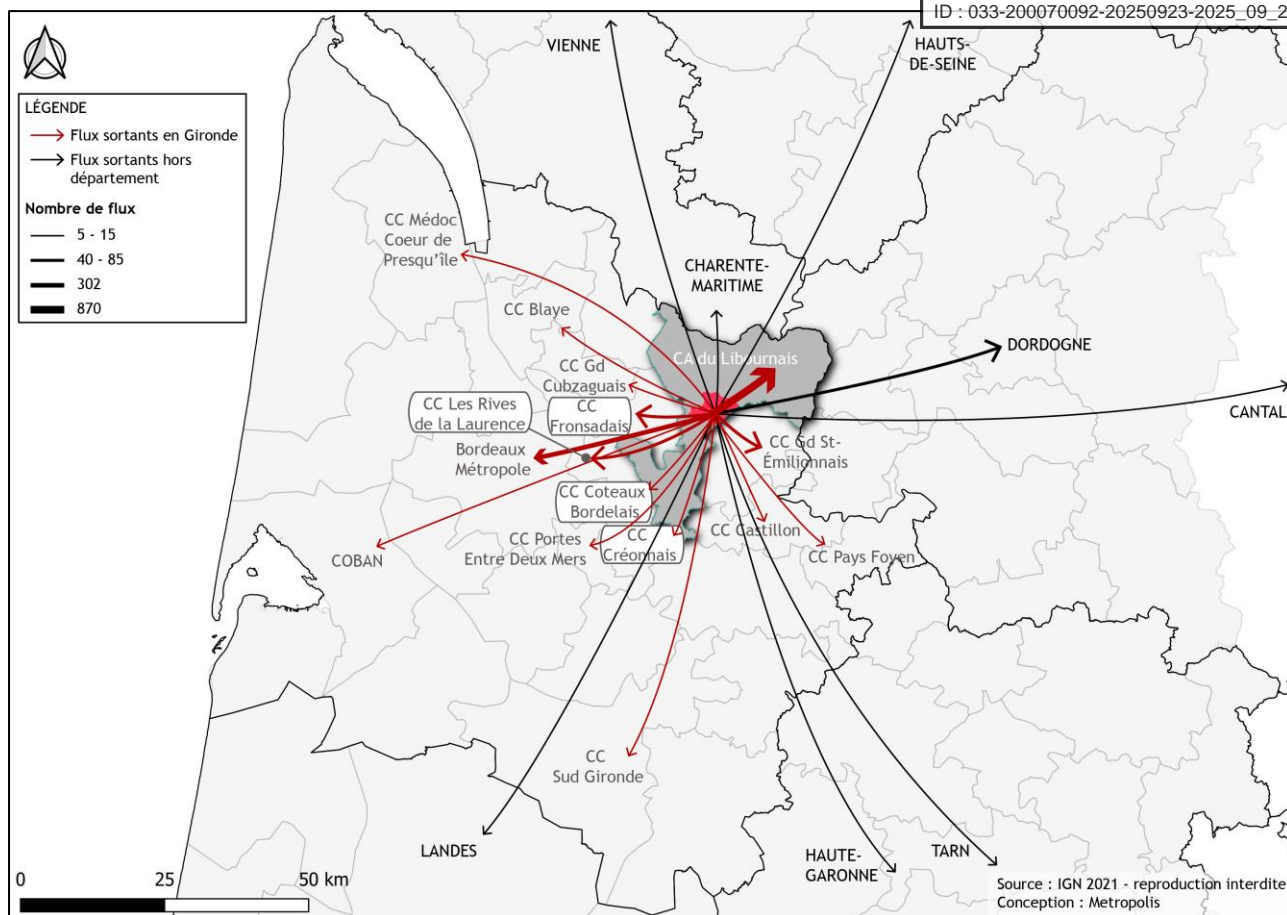 ID : 033-200070092-20250923-2025_09_2
VIENNE
HAUTS-
DE-SEINE
LÉGENDE
Flux sortants en Gironde
Flux sortants hors
département
Nombre de flux
5 - 15
40 - 85
302
870
CC Médoc
Coeur de
Presqu'île
CHARENTE-
MARITIME
CC Blaye
CA du Libournais
DORDOGNE
CC Gd
Cubzaguais
CANTAL
CC Les Rives
de la Laurence
CC
Fronsadais
Bordeaux
Métropole
CC Gd St-
Émilionnais
CC Coteaux
Bordelais
CC Castillon
CC
Créonnais
CC Portes
Entre Deux Mers
CC Pays Foyen
COBAN
CC
Sud Gironde
LANDES
HAUTE-
GARONNE
TARN
0 25 50 km
Source : IGN 2021 - reproduction interdite
Conception : Metropolis